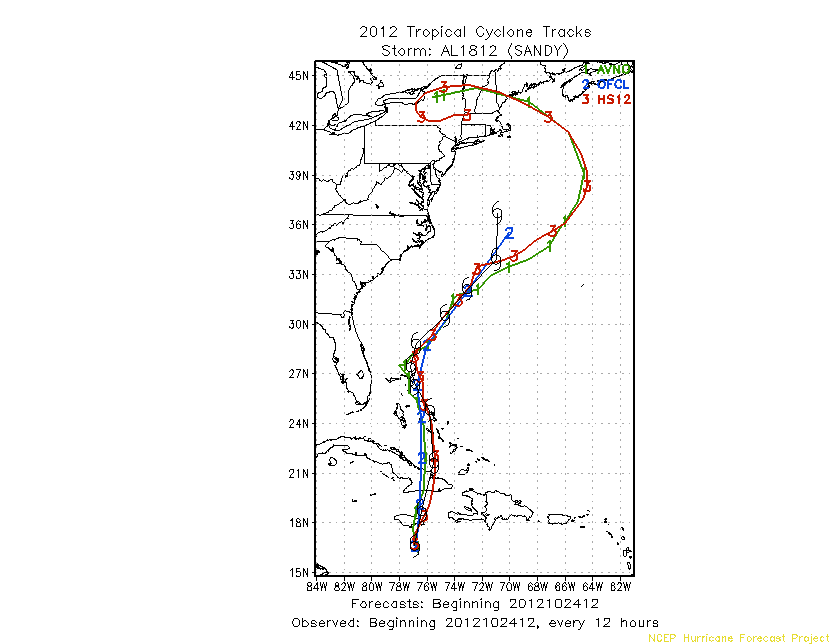 2012 Tropical Cyclone Tracks
Storm: AL1812 (SANDY)
1 AVNO
2 OFCL
3 HS12
45N
42N
39N
36N
33N
30N
27N
24N
21N
18N
15N
84W 82W 80W 78W 76W 74W 72W 70W 68W 66W 64W 62W
Forecasts: Beginning 2012102412
Observed: Beginning 2012102412, every 12 hours
NCEP Hurricane Forecast Project